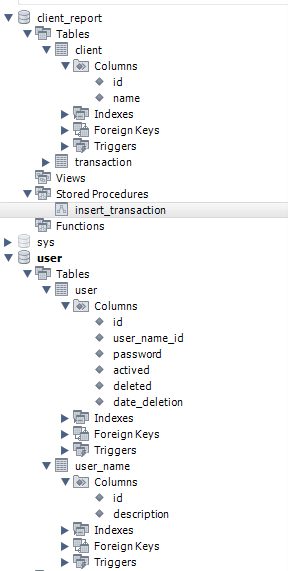 client_report
Tables
client
Columns
id
name
Indexes
Foreign Keys
Triggers
transaction
Views
Stored Procedures
insert_transaction
Functions
sys
user
Tables
user
Columns
id
user_name_id
password
actived
deleted
date_deletion
Indexes
Foreign Keys
Triggers
user_name
Columns
id
description
Indexes
Foreign Keys
Triggers